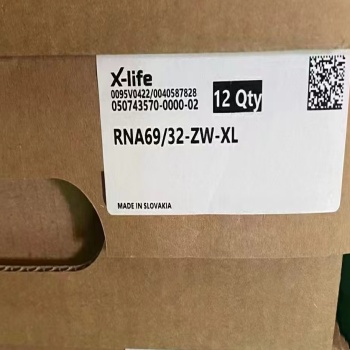 X-life
0095V0422/0040587828
050743570-0000-02
12 Qty
RNA69/32-ZW-XL
MADE IN SLOVAKIA